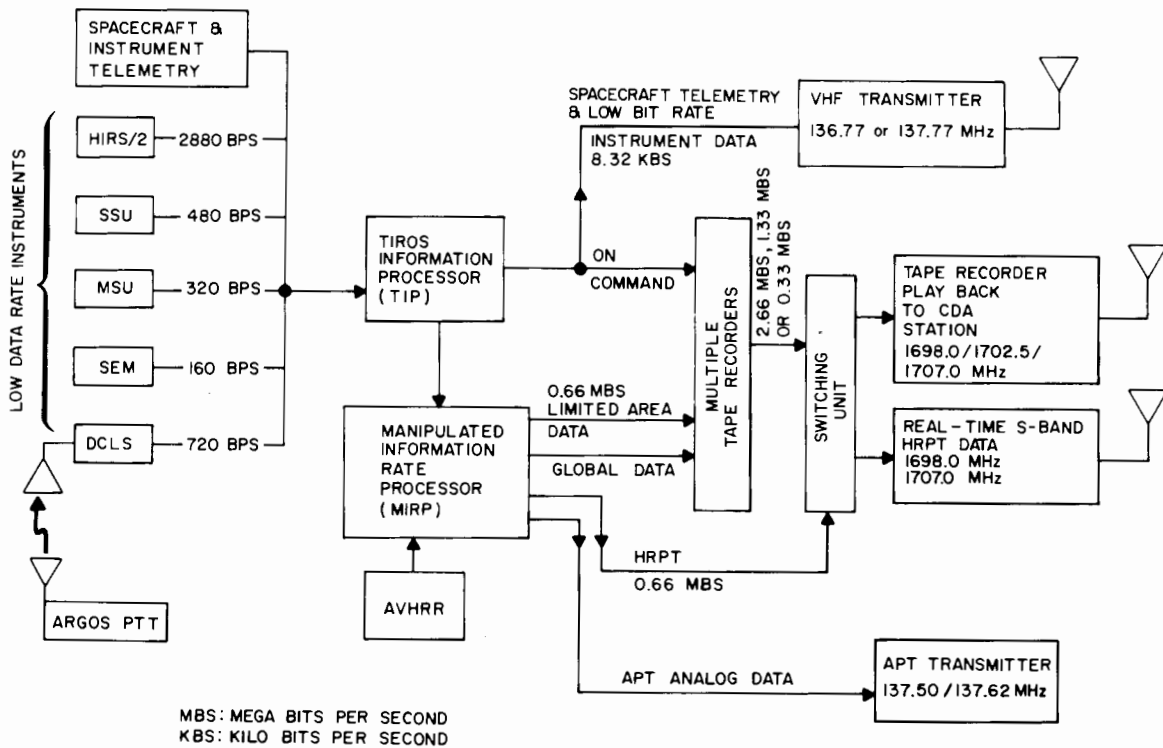 SPACECRAFT &
INSTRUMENT
TELEMETRY
LOW DATA RATE INSTRUMENTS
HIRS/2
2880 BPS
SSU
480 BPS
MSU
320 BPS
SEM
160 BPS
DCLS
720 BPS
ARGOS PTT
TIROS
INFORMATION
PROCESSOR
(TIP)
MANIPULATED
INFORMATION
RATE
PROCESSOR
(MIRP)
AVHRR
SPACECRAFT TELEMETRY
& LOW BIT RATE
INSTRUMENT DATA
8.32 KBS
ON
COMMAND
0.66 MBS
LIMITED AREA
DATA
GLOBAL DATA
HRPT
0.66 MBS
APT ANALOG DATA
MULTIPLE
TAPE RECORDERS
2.66 MBS, 1.33 MBS
OR 0.33 MBS
SWITCHING
UNIT
VHF TRANSMITTER
136.77 or 137.77 MHz
TAPE RECORDER
PLAY BACK
TO CDA
STATION
1698.0/1702.5/
1707.0 MHz
REAL-TIME S-BAND
HRPT DATA
1698.0 MHz
1707.0 MHz
APT TRANSMITTER
137.50/137.62 MHz
MBS: MEGA BITS PER SECOND
KBS: KILO BITS PER SECOND